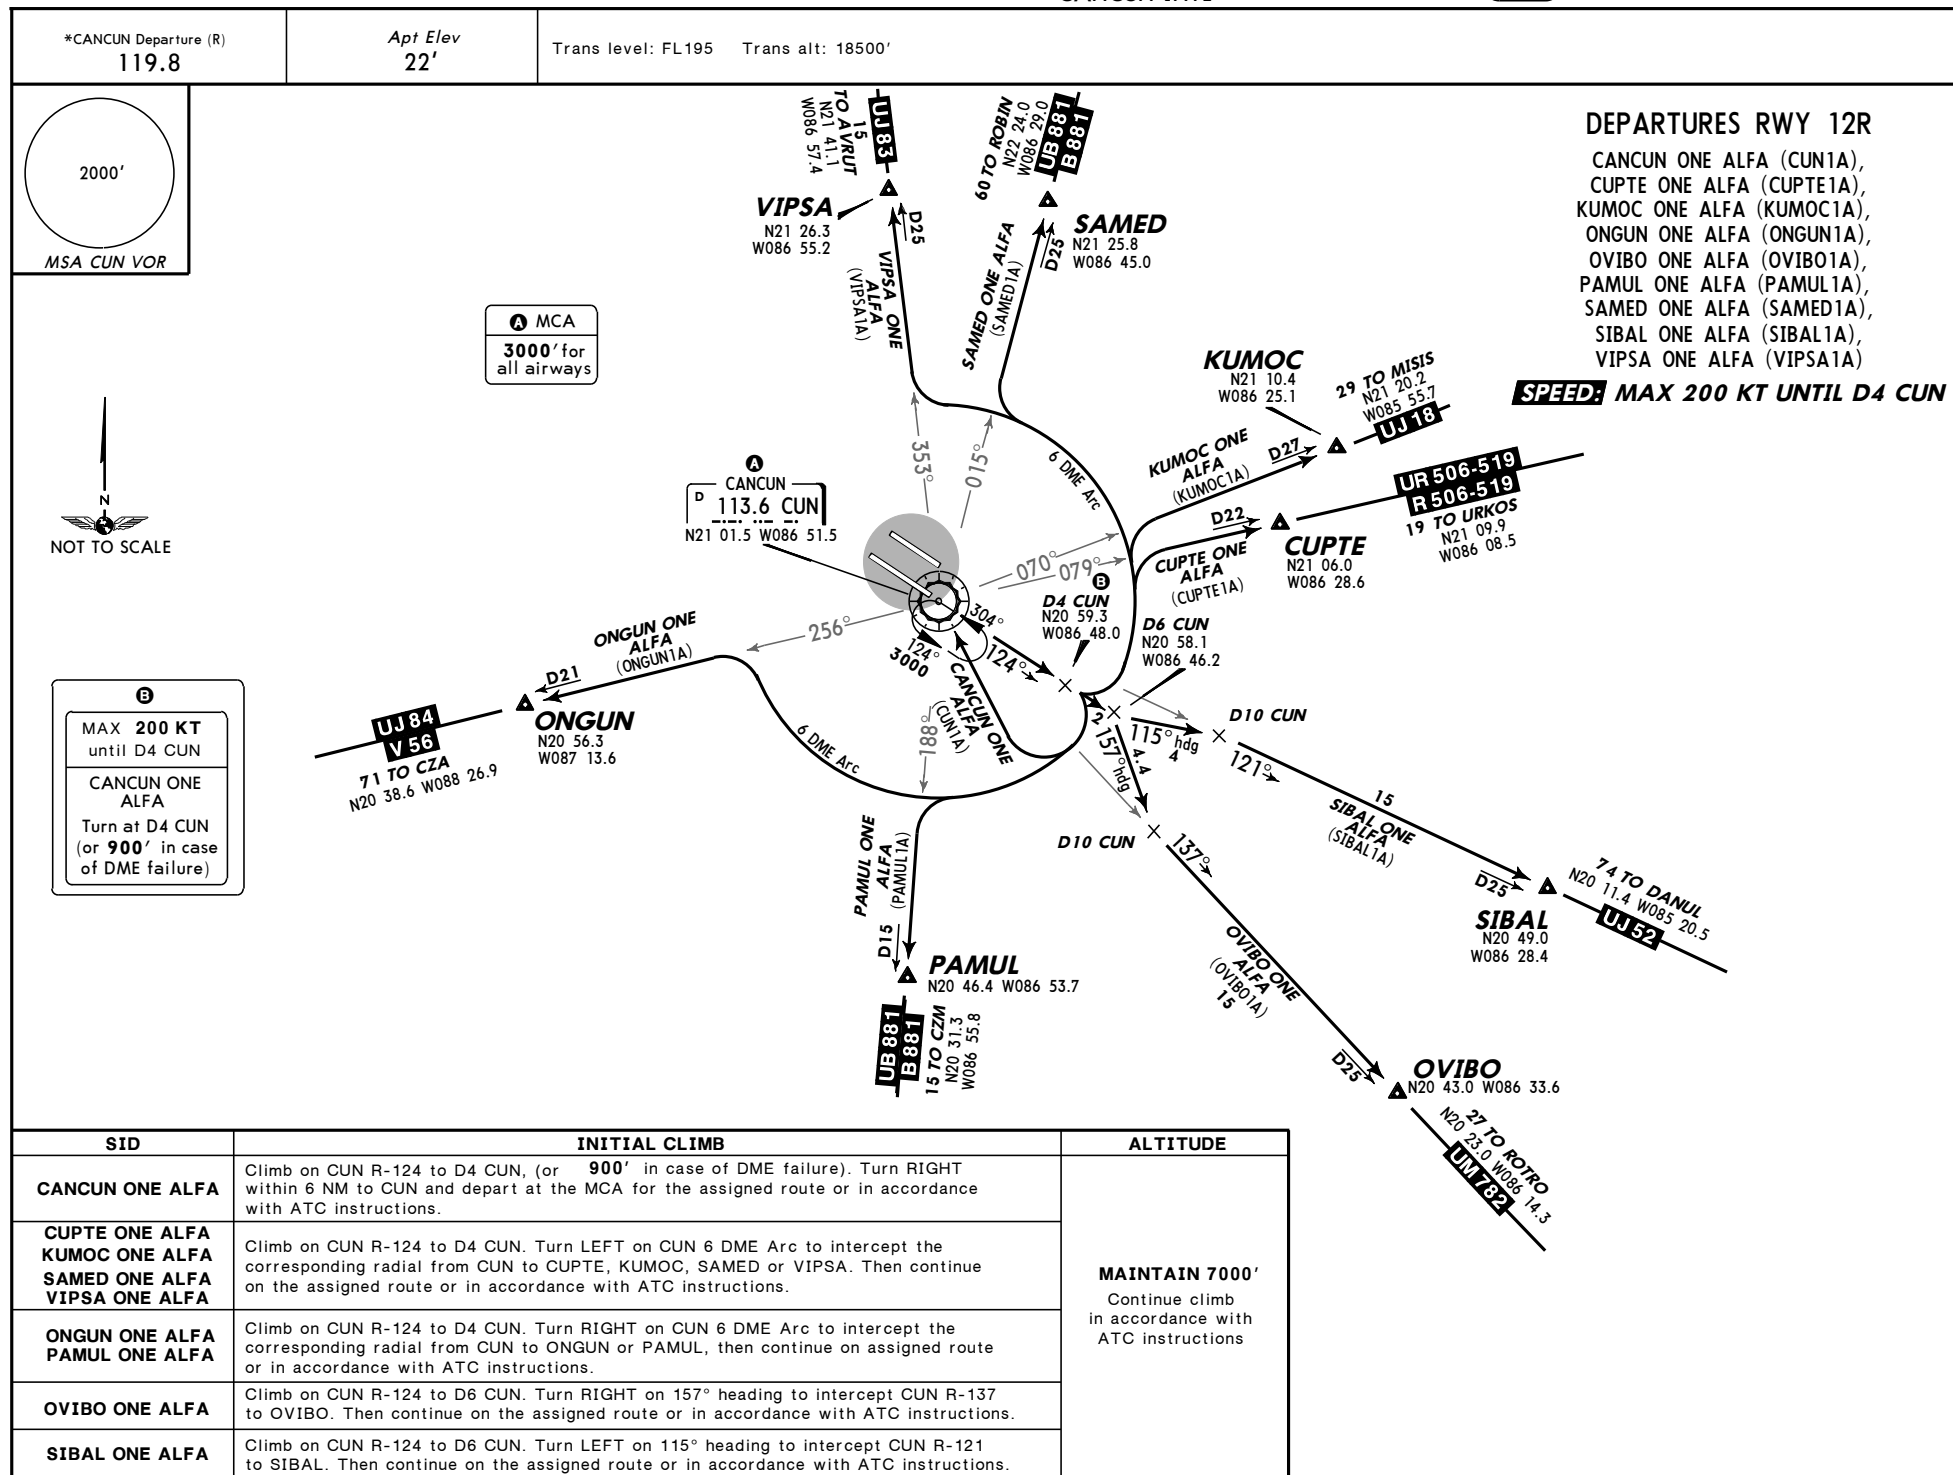 *CANCUN Departure (R)
119.8
Apt Elev
22'
Trans level: FL195 Trans alt: 18500'
2000'
MSA CUN VOR
DEPARTURES RWY 12R
CANCUN ONE ALFA (CUN1A),
CUPTE ONE ALFA (CUPTE1A),
KUMOC ONE ALFA (KUMOC1A),
ONGUN ONE ALFA (ONGUN1A),
OVIBO ONE ALFA (OVIBO1A),
PAMUL ONE ALFA (PAMUL1A),
SAMED ONE ALFA (SAMED1A),
SIBAL ONE ALFA (SIBAL1A),
VIPSA ONE ALFA (VIPSA1A)
SPEED: MAX 200 KT UNTIL D4 CUN
15
TO AVRUT
N21 41.1
W086 57.4
UJ 83
VIPSA
N21 26.3
W086 55.2
D25
VIPSA ONE
ALFA
(VIPSA1A)
60 TO ROBIN
N22 24.0
W086 29.0
UB 881
B 881
SAMED
N21 25.8
W086 45.0
D25
SAMED ONE ALFA
(SAMED1A)
A MCA
3000' for
all airways
N
NOT TO SCALE
KUMOC
N21 10.4
W086 25.1
29 TO MISIS
N21 20.2
W085 55.7
UJ 18
KUMOC ONE
ALFA
(KUMOC1A)
D27
UR 506-519
R 506-519
19 TO URKOS
N21 09.9
W086 08.5
D22
CUPTE
N21 06.0
W086 28.6
CUPTE ONE
ALFA
(CUPTE1A)
6 DME Arc
353°
015°
070°
079°
A
CANCUN
D 113.6 CUN
N21 01.5 W086 51.5
B
D4 CUN
N20 59.3
W086 48.0
D6 CUN
N20 58.1
W086 46.2
304°
124°
124°
3000
CANCUN ONE
ALFA
(CUN1A)
256°
ONGUN ONE
ALFA
(ONGUN1A)
D21
ONGUN
N20 56.3
W087 13.6
UJ 84
V 56
71 TO CZA
N20 38.6 W088 26.9
6 DME Arc
188°
2
115° hdg
4
157° hdg
4.4
D10 CUN
121°
15
SIBAL ONE
ALFA
(SIBAL1A)
D25
SIBAL
N20 49.0
W086 28.4
74 TO DANUL
N20 11.4 W085 20.5
UJ 52
D10 CUN
137°
OVIBO ONE
ALFA
(OVIBO1A)
15
D25
OVIBO
N20 43.0 W086 33.6
27 TO ROTRO
N20 23.0 W086 14.3
UM 782
PAMUL ONE
ALFA
(PAMUL1A)
D15
PAMUL
N20 46.4 W086 53.7
UB 881
B 881
15 TO CZM
N20 31.3
W086 55.8
B
MAX 200 KT
until D4 CUN
CANCUN ONE
ALFA
Turn at D4 CUN
(or 900' in case
of DME failure)
SID
INITIAL CLIMB
ALTITUDE
CANCUN ONE ALFA
Climb on CUN R-124 to D4 CUN, (or 900' in case of DME failure). Turn RIGHT
within 6 NM to CUN and depart at the MCA for the assigned route or in accordance
with ATC instructions.
CUPTE ONE ALFA
KUMOC ONE ALFA
SAMED ONE ALFA
VIPSA ONE ALFA
Climb on CUN R-124 to D4 CUN. Turn LEFT on CUN 6 DME Arc to intercept the
corresponding radial from CUN to CUPTE, KUMOC, SAMED or VIPSA. Then continue
on the assigned route or in accordance with ATC instructions.
MAINTAIN 7000'
Continue climb
in accordance with
ATC instructions
ONGUN ONE ALFA
PAMUL ONE ALFA
Climb on CUN R-124 to D4 CUN. Turn RIGHT on CUN 6 DME Arc to intercept the
corresponding radial from CUN to ONGUN or PAMUL, then continue on assigned route
or in accordance with ATC instructions.
OVIBO ONE ALFA
Climb on CUN R-124 to D6 CUN. Turn RIGHT on 157° heading to intercept CUN R-137
to OVIBO. Then continue on the assigned route or in accordance with ATC instructions.
SIBAL ONE ALFA
Climb on CUN R-124 to D6 CUN. Turn LEFT on 115° heading to intercept CUN R-121
to SIBAL. Then continue on the assigned route or in accordance with ATC instructions.